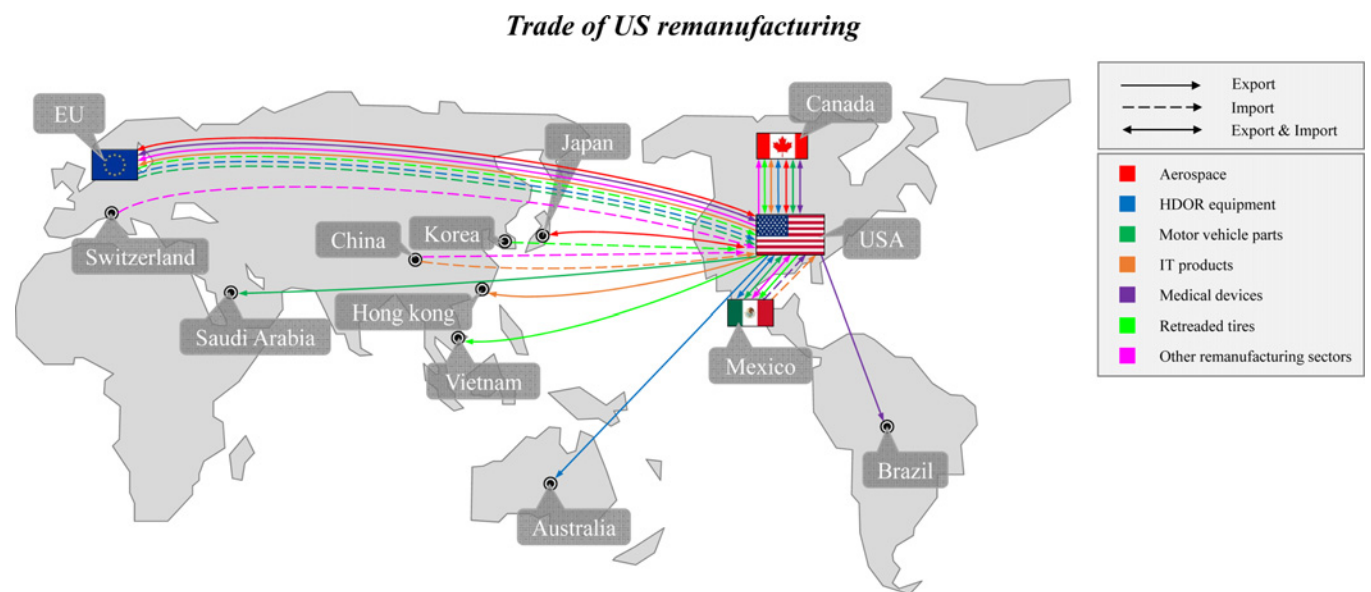 Trade of US remanufacturing
EU
Canada
Japan
Korea
China
USA
Switzerland
Hong kong
Saudi Arabia
Vietnam
Mexico
Brazil
Australia
Export
Import
Export & Import
Aerospace
HDOR equipment
Motor vehicle parts
IT products
Medical devices
Retreaded tires
Other remanufacturing sectors